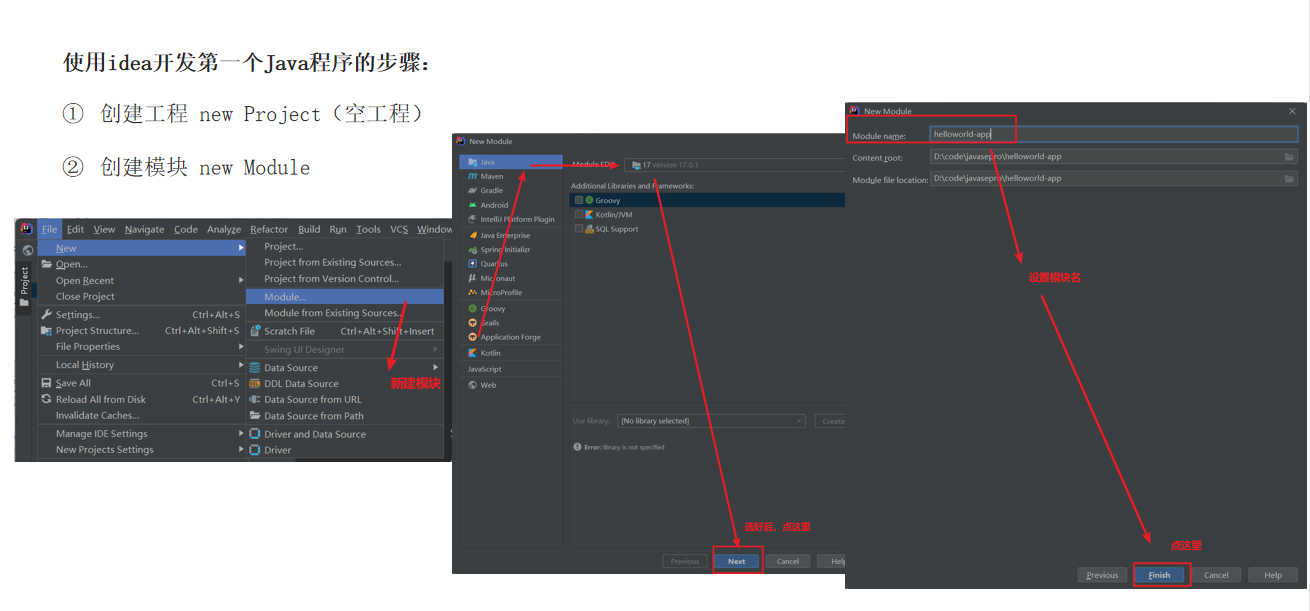 使用idea开发第一个Java程序的步骤：
① 创建工程 new Project（空工程）
② 创建模块 new Module
File Edit View Navigate Code Analyze Refactor Build Run Tools VCS Window
Project
New
Open...
Open Recent
Close Project
Settings... Ctrl+Alt+S
Project Structure... Ctrl+Alt+Shift+S
File Properties
Local History
Save All Ctrl+S
Reload All from Disk Ctrl+Alt+Y
Invalidate Caches...
Manage IDE Settings
New Projects Settings
Project...
Project from Existing Sources...
Project from Version Control...
Module...
Module from Existing Sources...
Scratch File Ctrl+Alt+Shift+Insert
Swing UI Designer
Data Source
DDL Data Source
Data Source from URL
Data Source from Path
Driver and Data Source
Driver
新建模块
New Module
Java
Maven
Gradle
Android
IntelliJ Platform Plugin
Java Enterprise
Spring Initializr
Quarkus
Micronaut
MicroProfile
Groovy
Grails
Application Forge
Kotlin
JavaScript
Web
Module SDK: 17 version 17.0.1
Additional Libraries and Frameworks:
Groovy
Kotlin/JVM
SQL Support
Use library: [No library selected] Create
Error: library is not specified
选好后，点这里
Previous Next Cancel Help
New Module
Module name: helloworld-app
Content root: D:\code\javasepro\helloworld-app
Module file location: D:\code\javasepro\helloworld-app
设置模块名
点这里
Previous Finish Cancel Help